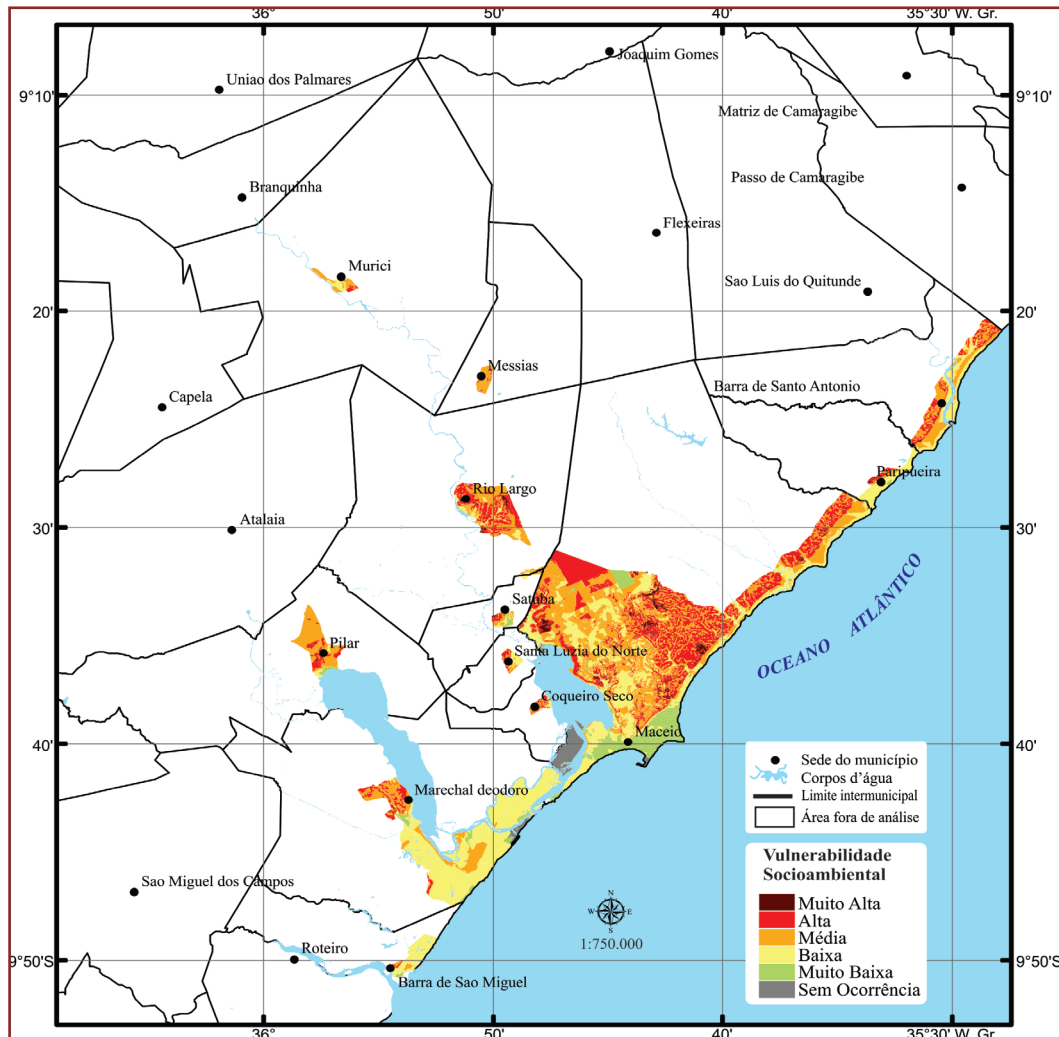 36°
50'
40'
35°30' W. Gr.
Joaquim Gomes
Uniao dos Palmares
9°10'
9°10'
Matriz de Camaragibe
Branquinha
Passo de Camaragibe
Flexeiras
Murici
Sao Luis do Quitunde
20'
20'
Messias
Barra de Santo Antonio
Capela
Paripueira
Rio Largo
Atalaia
30'
30'
OCEANO ATLÂNTICO
Satuba
Pilar
Santa Luzia do Norte
Coqueiro Seco
Maceio
40'
40'
Sede do município
Corpos d'água
Limite intermunicipal
Área fora de análise
Marechal deodoro
Vulnerabilidade
Socioambiental
Muito Alta
Alta
Média
Baixa
Muito Baixa
Sem Ocorrência
Sao Miguel dos Campos
N
W E
S
1:750.000
Roteiro
9°50'S
9°50'S
Barra de Sao Miguel
36°
50'
40'
35°30' W. Gr.